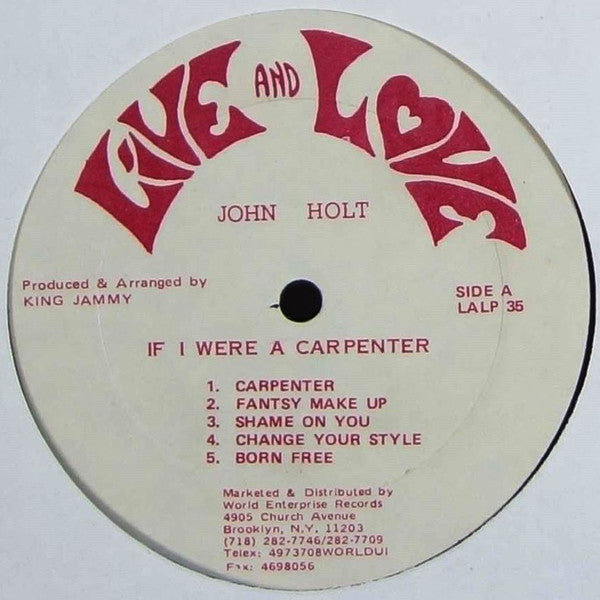 LIVE AND LOVE
JOHN HOLT
Produced & Arranged by
KING JAMMY
SIDE A
LALP 35
IF I WERE A CARPENTER
1. CARPENTER
2. FANTSY MAKE UP
3. SHAME ON YOU
4. CHANGE YOUR STYLE
5. BORN FREE
Marketed & Distributed by
World Enterprise Records
4905 Church Avenue
Brooklyn, N.Y. 11203
(718) 282-7746/282-7709
Telex: 4973708WORLDUI
Fax: 4698056